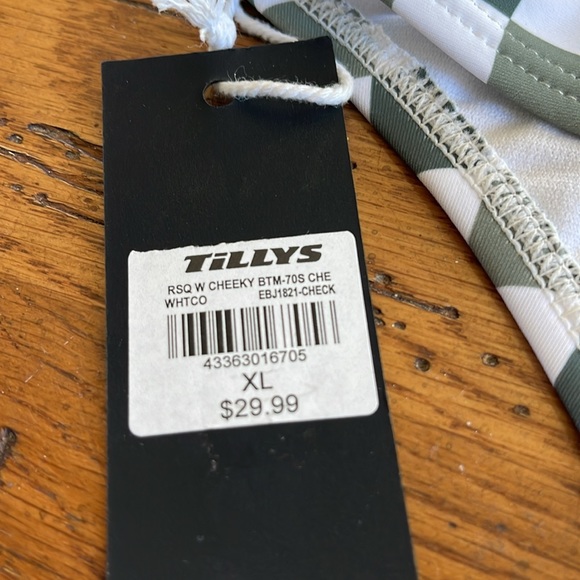 TILLYS
RSQ W CHEEKY BTM-70S CHE
WHTCO EBJ1821-CHECK
43363016705
XL
$29.99